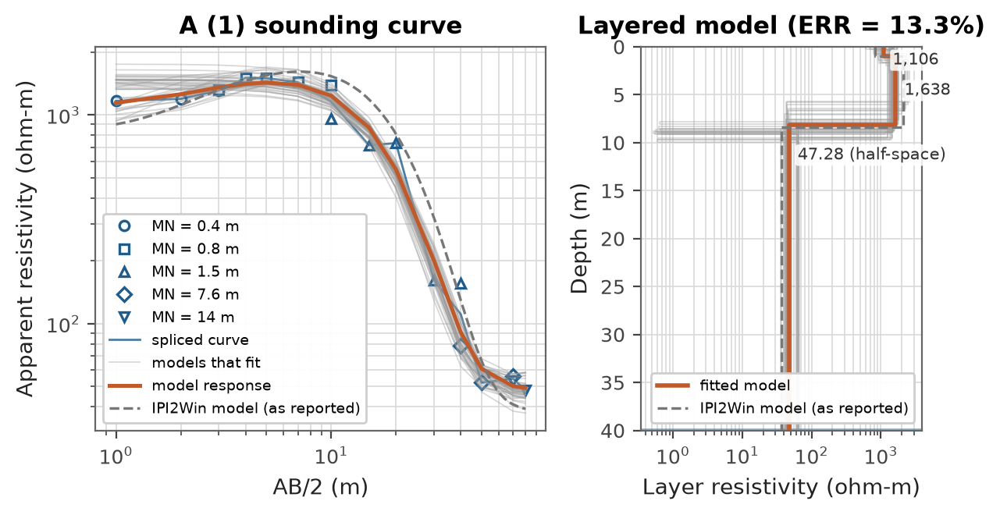 A (1) sounding curve
Apparent resistivity (ohm-m)
10³
10²
MN = 0.4 m
MN = 0.8 m
MN = 1.5 m
MN = 7.6 m
MN = 14 m
spliced curve
models that fit
model response
IPI2Win model (as reported)
10⁰
10¹
AB/2 (m)
Layered model (ERR = 13.3%)
Depth (m)
0
5
10
15
20
25
30
35
40
1,106
1,638
47.28 (half-space)
fitted model
IPI2Win model (as reported)
10⁰
10¹
10²
10³
Layer resistivity (ohm-m)